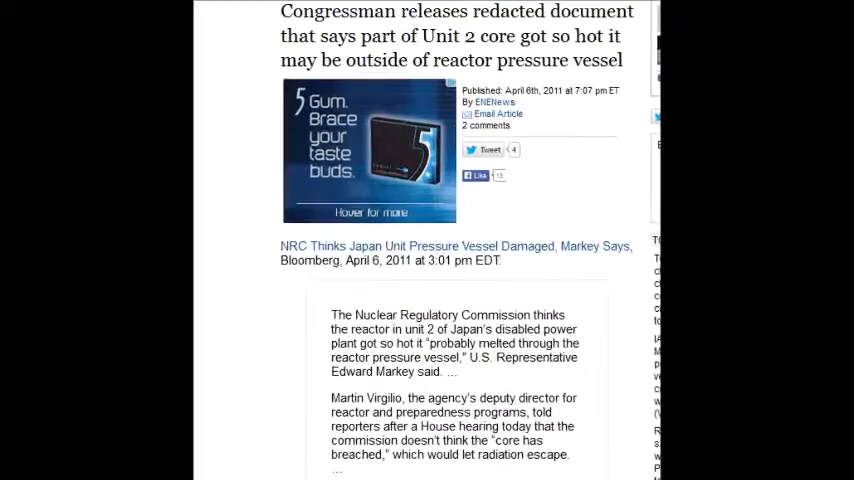 Congressman releases redacted document
that says part of Unit 2 core got so hot it
may be outside of reactor pressure vessel
5 Gum.
Brace
your
taste
buds.
5
Hover for more
Published: April 6th, 2011 at 7:07 pm ET
By ENENews
Email Article
2 comments
Tweet 4
Like 13
NRC Thinks Japan Unit Pressure Vessel Damaged, Markey Says,
Bloomberg, April 6, 2011 at 3:01 pm EDT:
The Nuclear Regulatory Commission thinks
the reactor in unit 2 of Japan's disabled power
plant got so hot it “probably melted through the
reactor pressure vessel,” U.S. Representative
Edward Markey said. …
Martin Virgilio, the agency's deputy director for
reactor and preparedness programs, told
reporters after a House hearing today that the
commission doesn't think the “core has
breached,” which would let radiation escape.
…